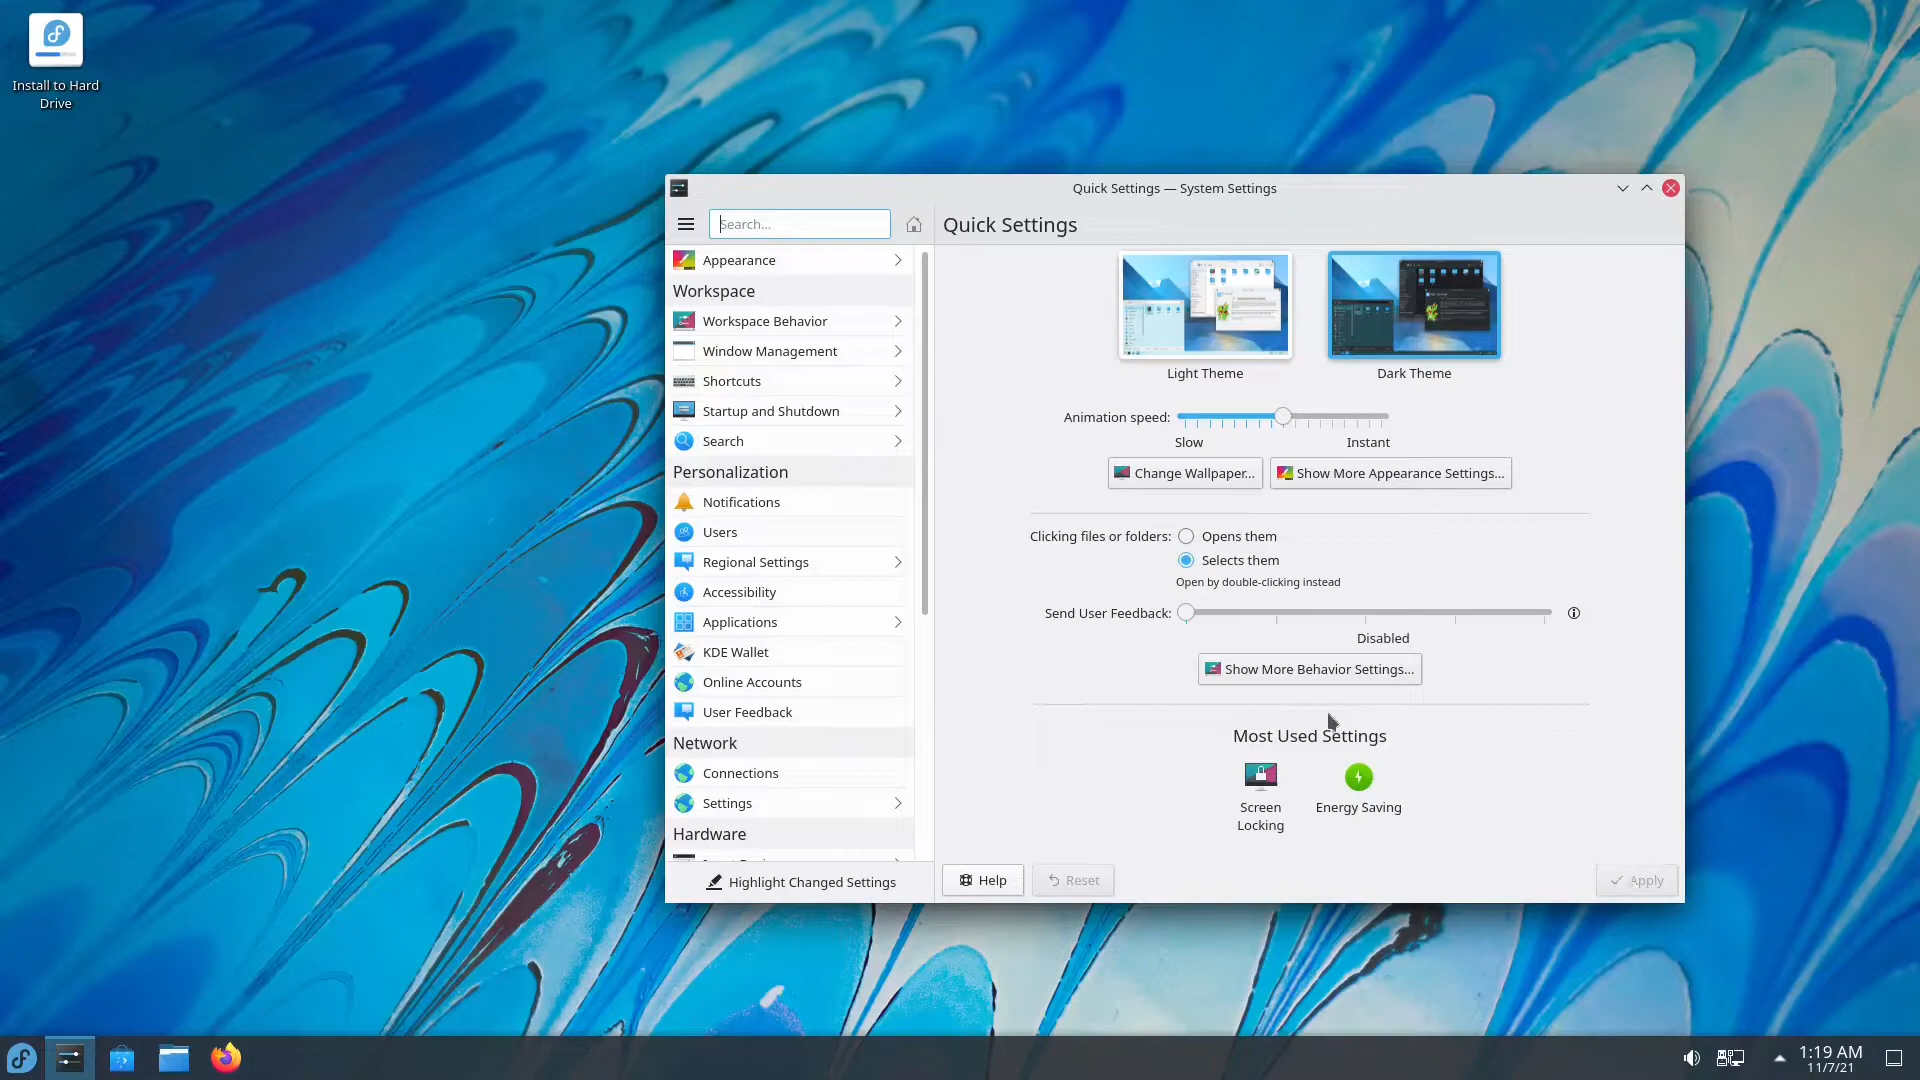 Install to Hard
Drive
Quick Settings — System Settings
Search...
Quick Settings
Appearance
Workspace
Workspace Behavior
Window Management
Shortcuts
Startup and Shutdown
Search
Personalization
Notifications
Users
Regional Settings
Accessibility
Applications
KDE Wallet
Online Accounts
User Feedback
Network
Connections
Settings
Hardware
Highlight Changed Settings
Light Theme
Dark Theme
Animation speed:
Slow
Instant
Change Wallpaper...
Show More Appearance Settings...
Clicking files or folders:
Opens them
Selects them
Open by double-clicking instead
Send User Feedback:
Disabled
Show More Behavior Settings...
Most Used Settings
Screen
Locking
Energy Saving
Help
Reset
Apply
1:19 AM
11/7/21